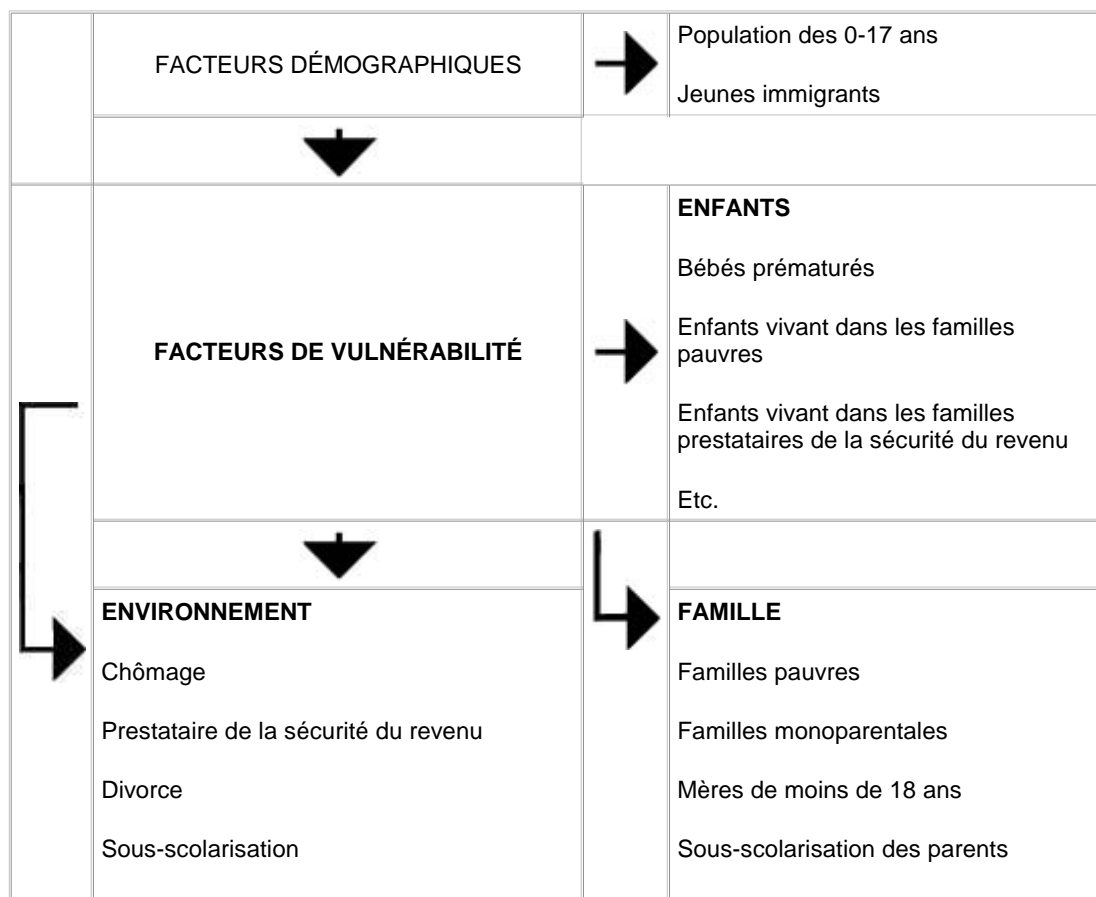 FACTEURS DÉMOGRAPHIQUES
Population des 0-17 ans
Jeunes immigrants
FACTEURS DE VULNÉRABILITÉ
ENFANTS
Bébés prématurés
Enfants vivant dans les familles
pauvres
Enfants vivant dans les familles
prestataires de la sécurité du revenu
Etc.
ENVIRONNEMENT
Chômage
Prestataire de la sécurité du revenu
Divorce
Sous-scolarisation
FAMILLE
Familles pauvres
Familles monoparentales
Mères de moins de 18 ans
Sous-scolarisation des parents